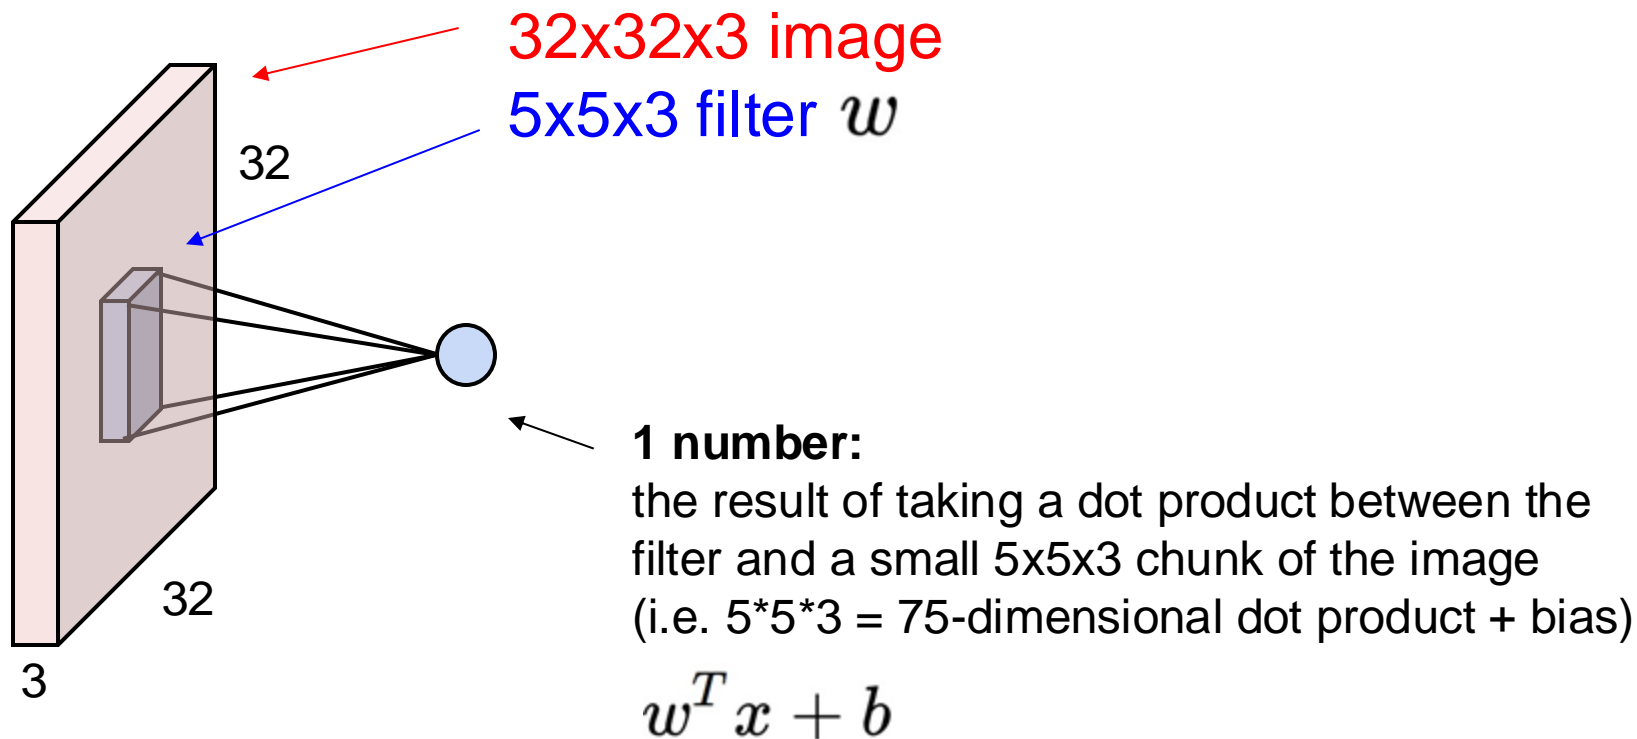 32x32x3 image
5x5x3 filter w
32
32
3
1 number:
the result of taking a dot product between the
filter and a small 5x5x3 chunk of the image
(i.e. 5*5*3 = 75-dimensional dot product + bias)
w^T x + b